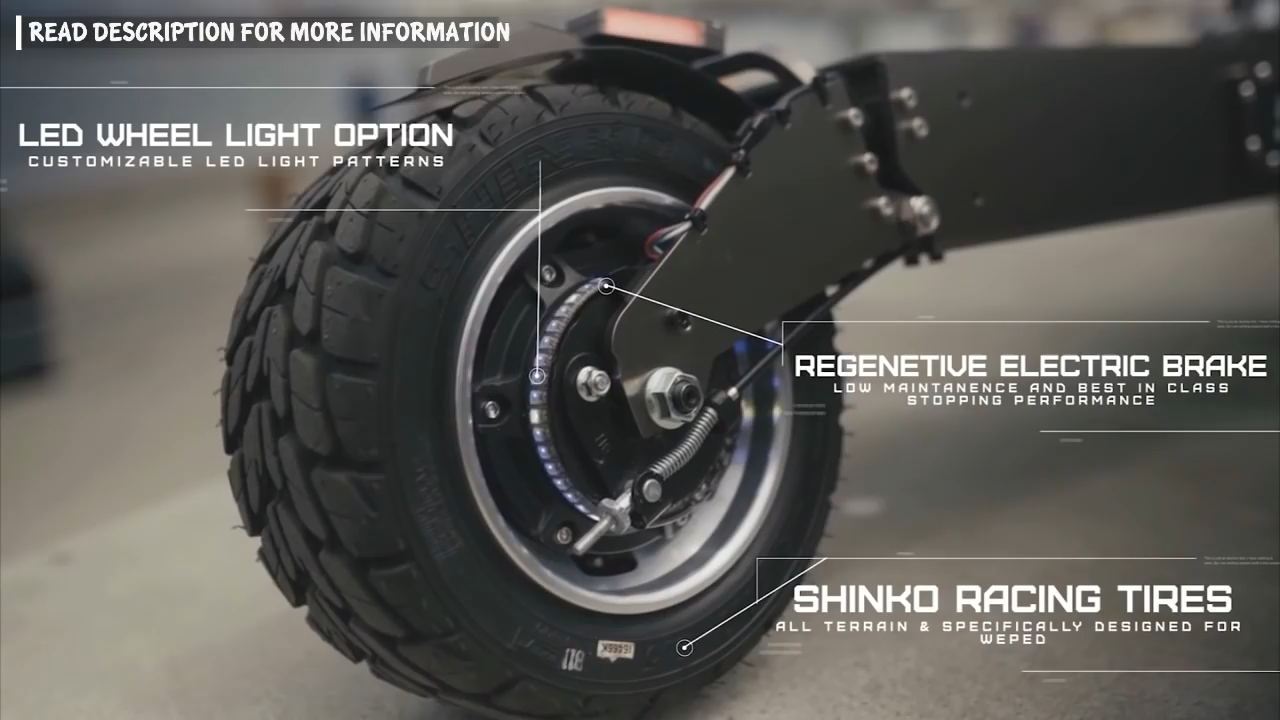 READ DESCRIPTION FOR MORE INFORMATION
LED WHEEL LIGHT OPTION
CUSTOMIZABLE LED LIGHT PATTERNS
REGENETIVE ELECTRIC BRAKE
LOW MAINTANENCE AND BEST IN CLASS
STOPPING PERFORMANCE
SHINKO RACING TIRES
ALL TERRAIN & SPECIFICALLY DESIGNED FOR
WEPED